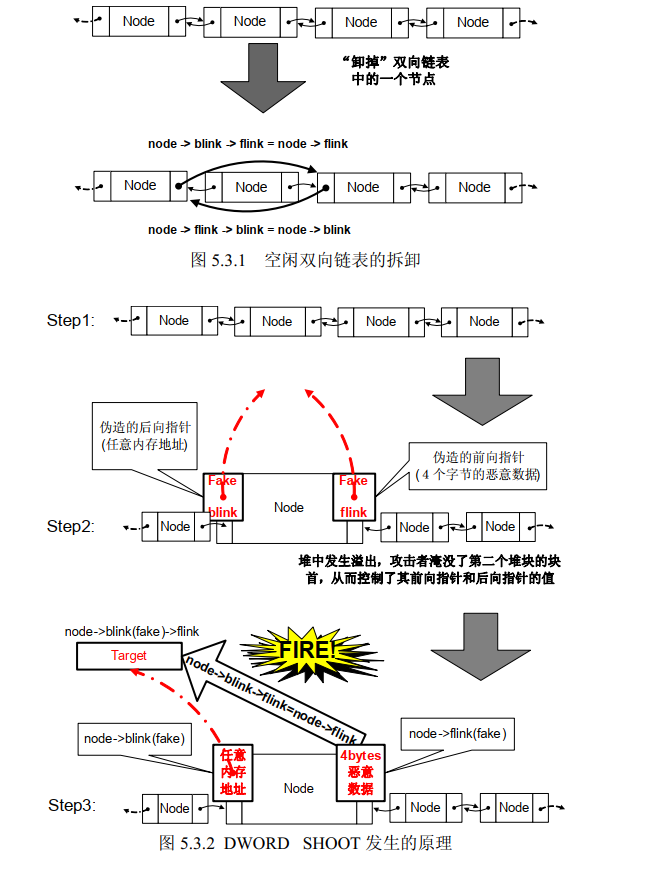 Node Node Node Node
“卸掉”双向链表
中的一个节点
node -> blink -> flink = node -> flink
Node Node Node Node
node -> flink -> blink = node -> blink
图 5.3.1 空闲双向链表的拆卸
Step1: Node Node Node Node
伪造的后向指针
(任意内存地址)
伪造的前向指针
(４个字节的恶意数据)
Fake
blink
Node
Fake
flink
Step2: Node Node Node
堆中发生溢出，攻击者淹没了第二个堆块的块
首，从而控制了其前向指针和后向指针的值
node->blink(fake)->flink
Target
FIRE!
node->blink->flink=node->flink
node->blink(fake)
node->flink(fake)
任意
内存
地址
Node
4bytes
恶意
数据
Step3: Node Node Node
图 5.3.2 DWORD SHOOT 发生的原理